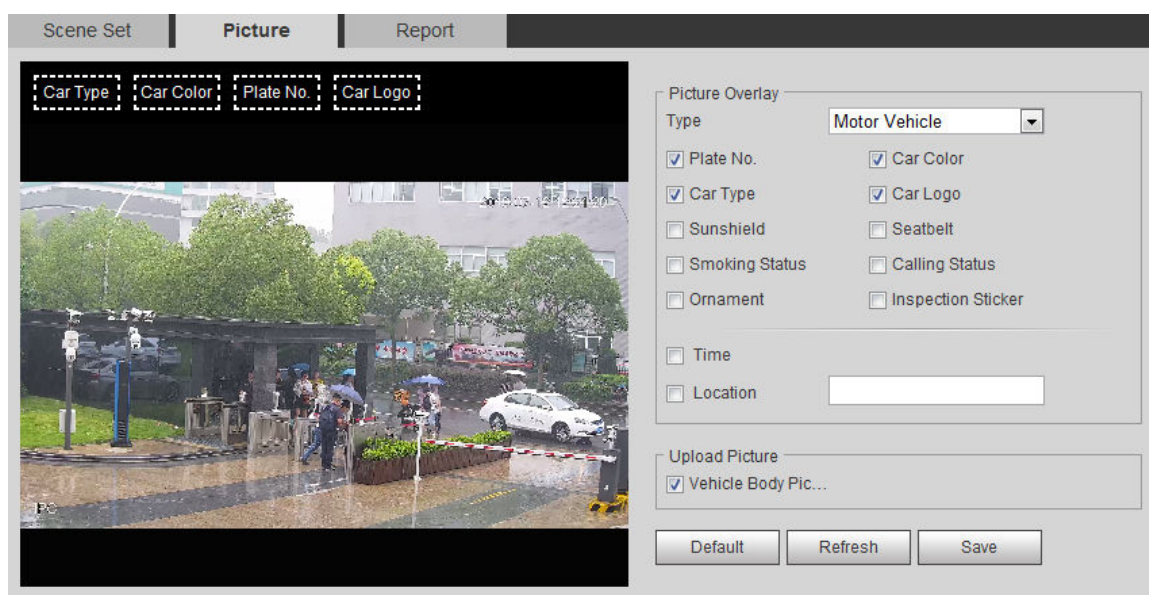 Scene Set Picture Report
Car Type Car Color Plate No. Car Logo
Picture Overlay
Type Motor Vehicle
Plate No. Car Color
Car Type Car Logo
Sunshield Seatbelt
Smoking Status Calling Status
Ornament Inspection Sticker
Time
Location
Upload Picture
Vehicle Body Pic...
Default Refresh Save
PC